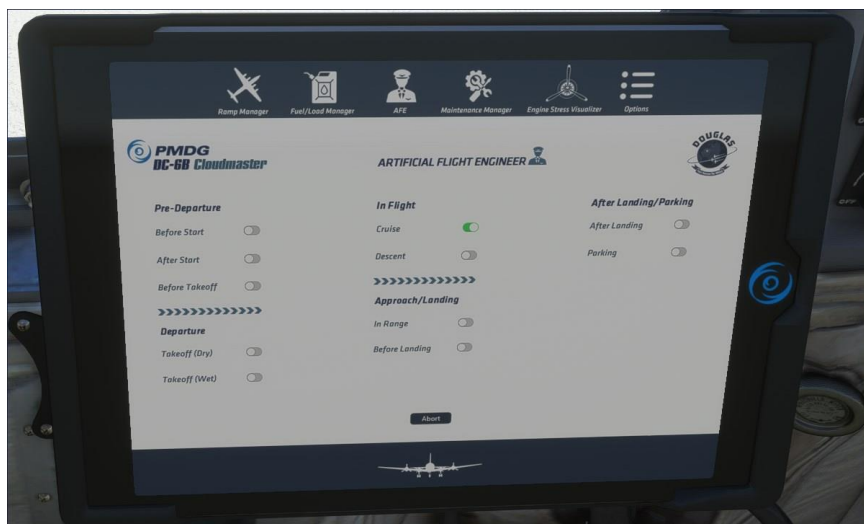 Ramp Manager
Fuel/Load Manager
AFE
Maintenance Manager
Engine Stress Visualizer
Options
PMDG
DC-6B Cloudmaster
ARTIFICIAL FLIGHT ENGINEER
DOUGLAS
Pre-Departure
Before Start
After Start
Before Takeoff
>>>>>>>>>>>>>
Departure
Takeoff (Dry)
Takeoff (Wet)
In Flight
Cruise
Descent
>>>>>>>>>>>>>
Approach/Landing
In Range
Before Landing
After Landing/Parking
After Landing
Parking
Abort
OFF